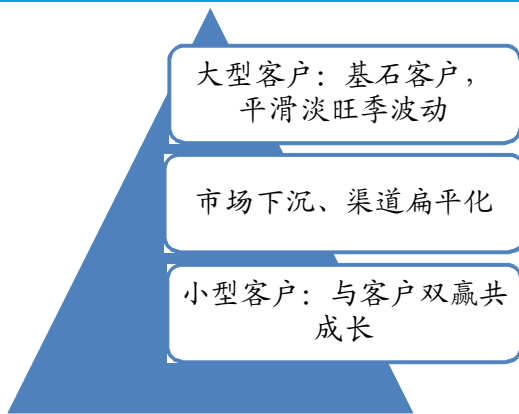 大型客户：基石客户，
平滑淡旺季波动
市场下沉、渠道扁平化
小型客户：与客户双赢共
成长